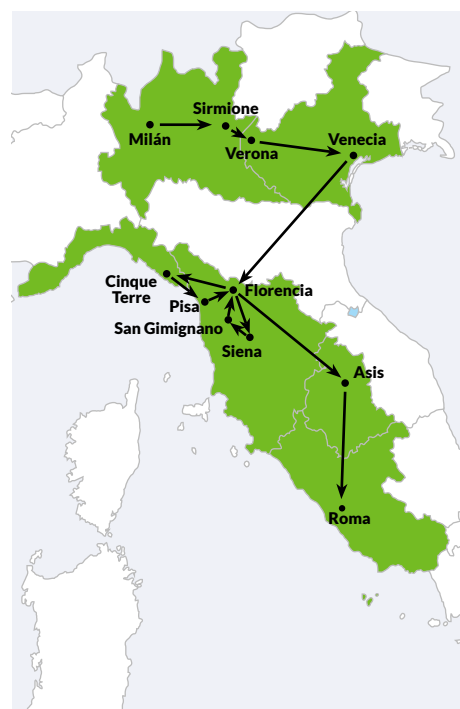 Sirmione
Milán
Venecia
Verona
Cinque
Terre
Florencia
Pisa
San Gimignano
Siena
Asis
Roma